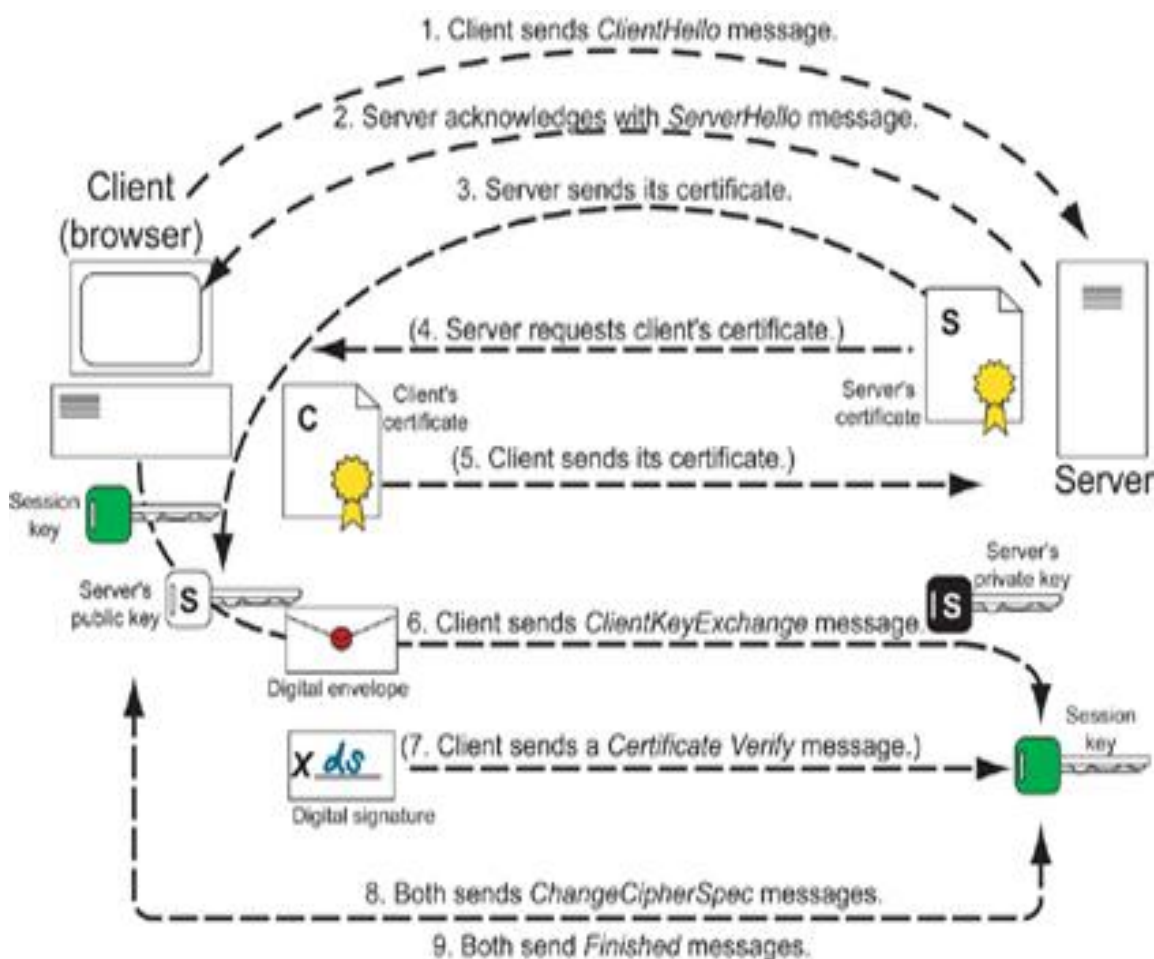 1. Client sends ClientHello message.
2. Server acknowledges with ServerHello message.
3. Server sends its certificate.
Client
(browser)
S
(4. Server requests client's certificate.)
C
Client's
certificate
Server's
certificate
(5. Client sends its certificate.)
Server
Session
key
Server's
public key
S
Server's
private key
S
6. Client sends ClientKeyExchange message.
Digital envelope
Session
key
X ds
(7. Client sends a Certificate Verify message.)
Digital signature
8. Both sends ChangeCipherSpec messages.
9. Both send Finished messages.